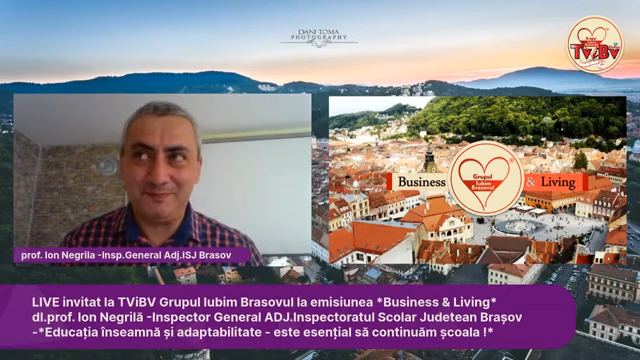 DANI TOMA
PHOTOGRAPHY
Grupul
TViBV
Business
Grupul
Iubim
Brasovul
& Living
prof. Ion Negrila -Insp.General Adj.ISJ Brasov
LIVE invitat la TViBV Grupul Iubim Brasovul la emisiunea *Business & Living*
dl.prof. Ion Negrilă -Inspector General ADJ.Inspectoratul Scolar Judetean Brașov
-*Educația înseamnă și adaptabilitate - este esențial să continuăm școala !*